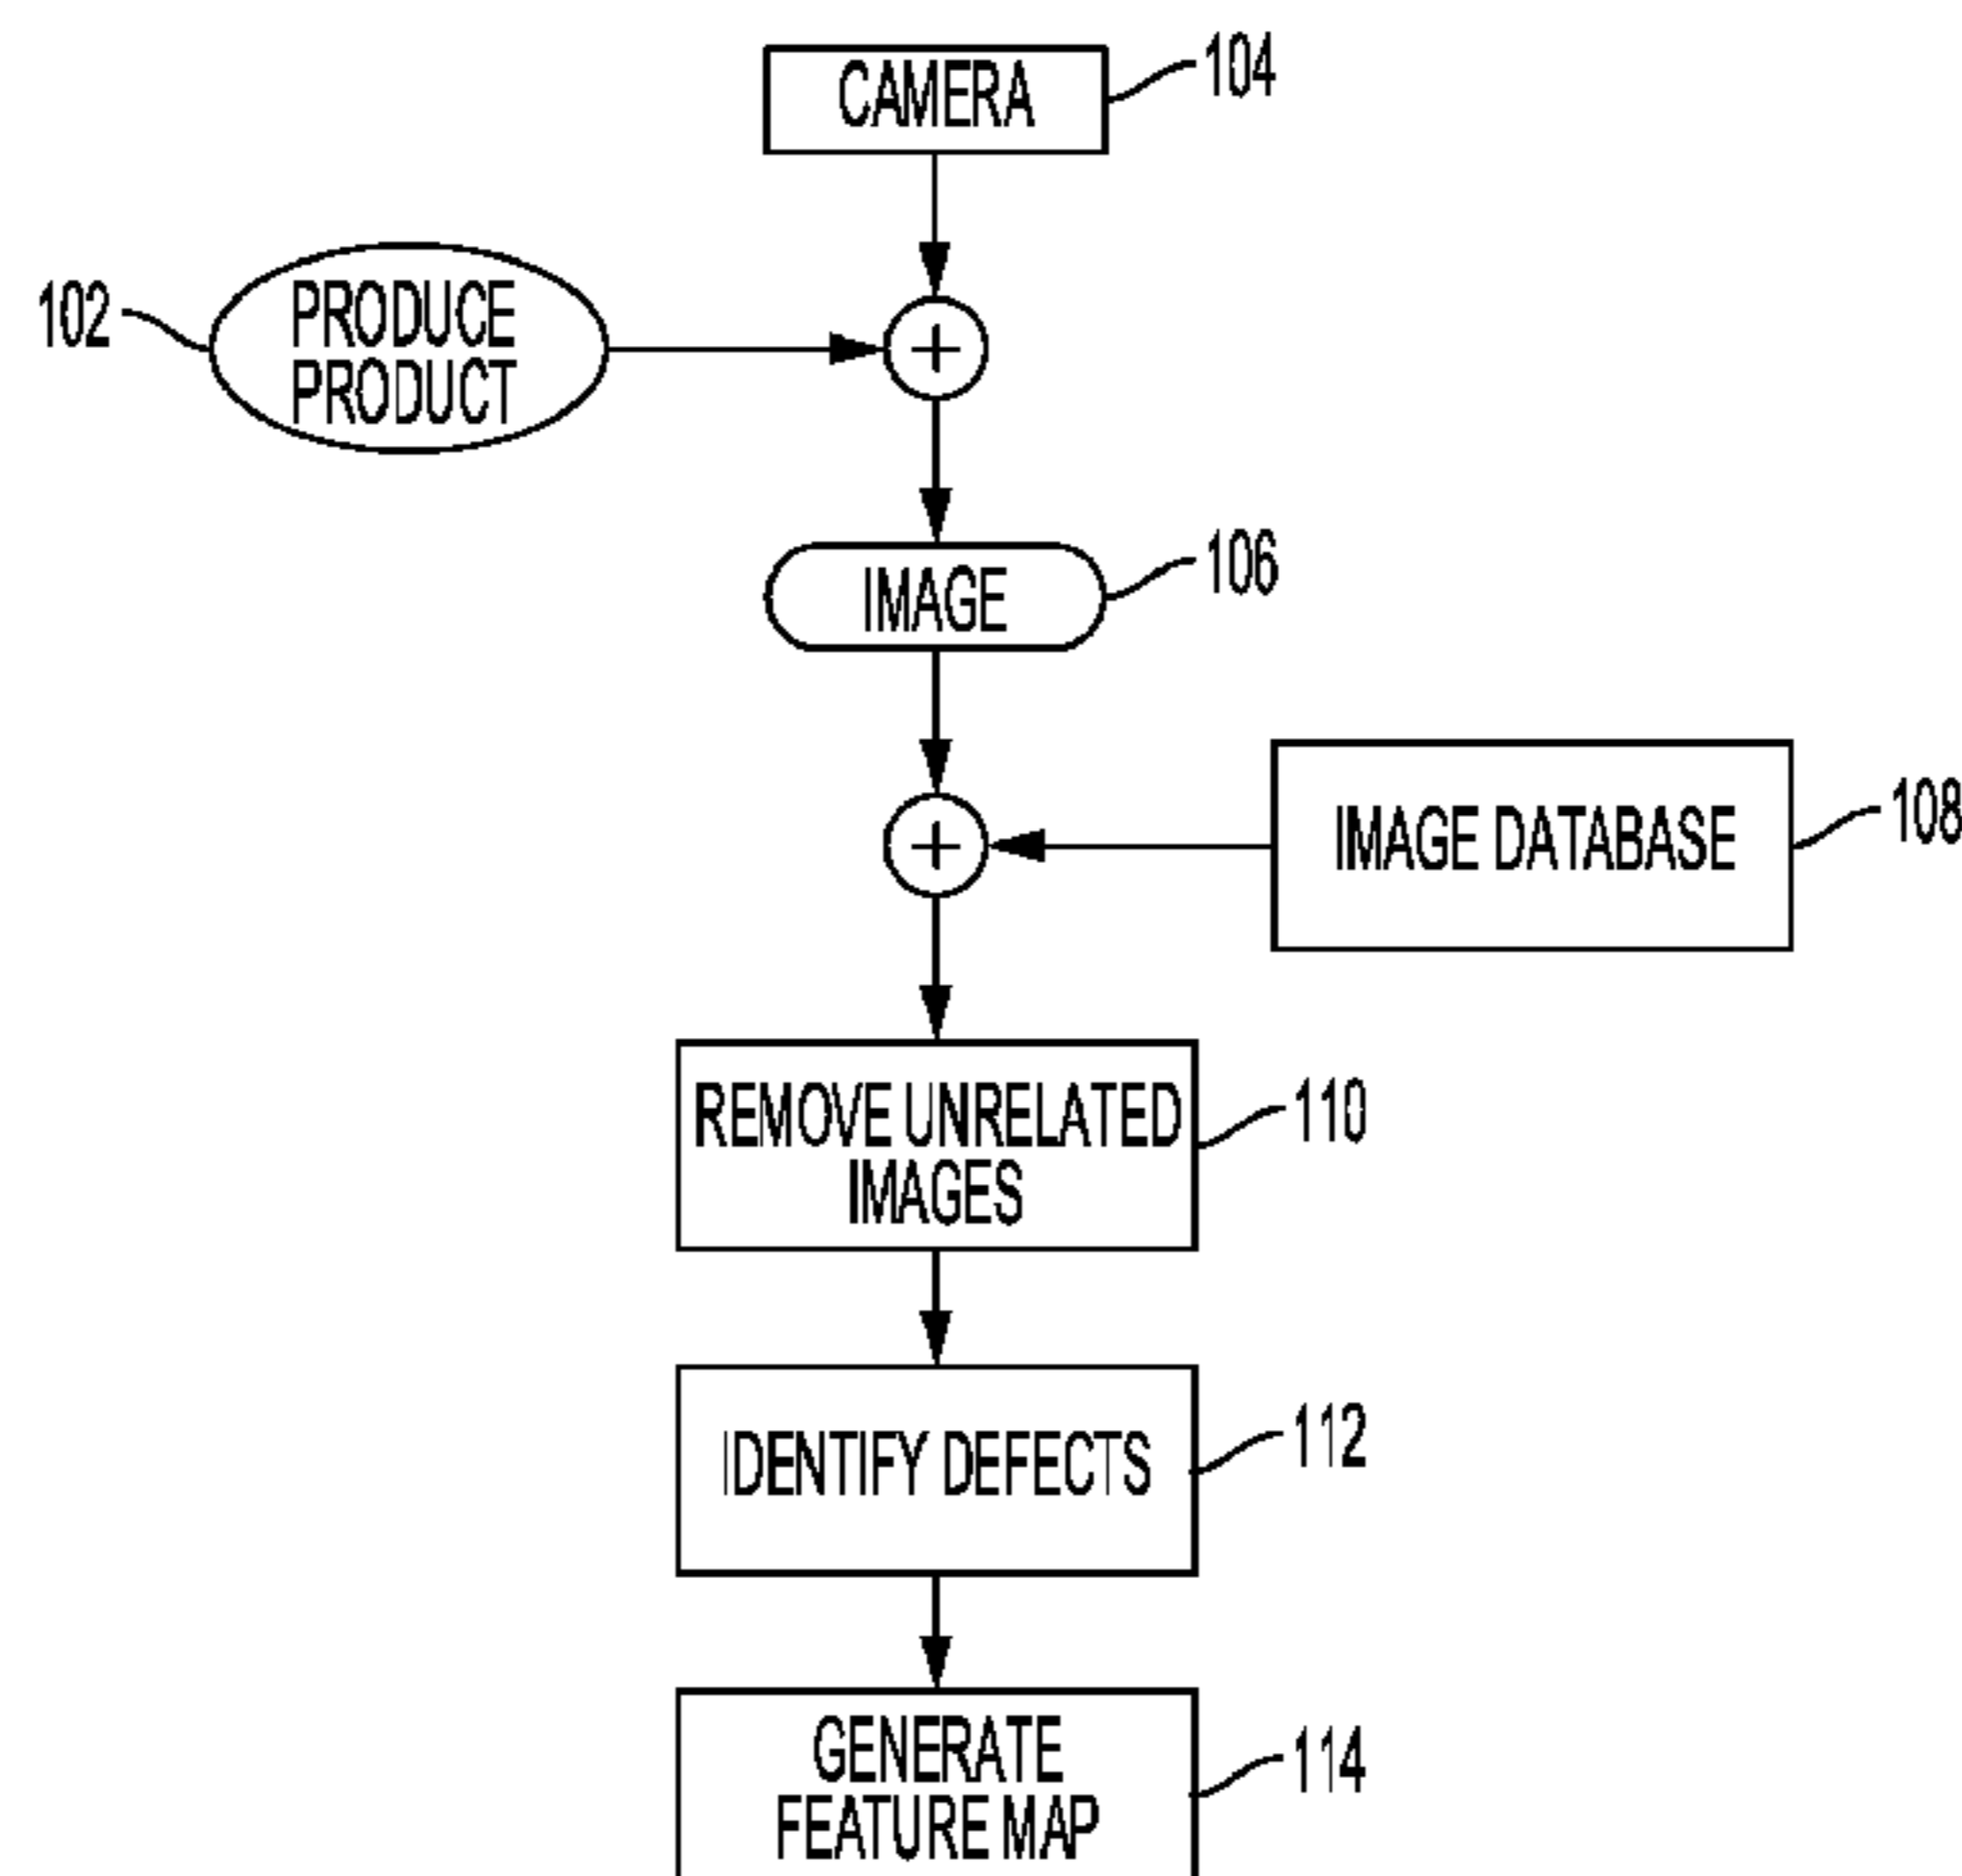 CAMERA
104
102
PRODUCE
PRODUCT
+
IMAGE
106
+
IMAGE DATABASE
108
REMOVE UNRELATED
IMAGES
110
IDENTIFY DEFECTS
112
GENERATE
FEATURE MAP
114